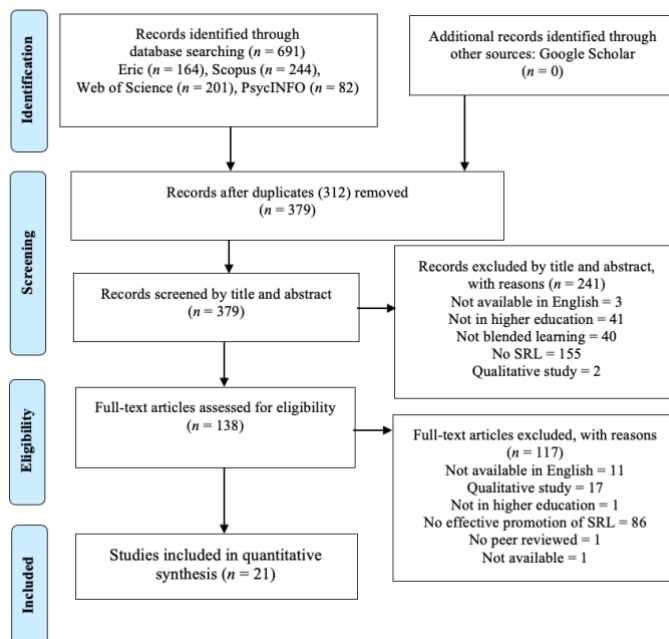 Identification
Records identified through
database searching (n = 691)
Eric (n = 164), Scopus (n = 244),
Web of Science (n = 201), PsycINFO (n = 82)
Additional records identified through
other sources: Google Scholar
(n = 0)
Screening
Records after duplicates (312) removed
(n = 379)
Records screened by title and abstract
(n = 379)
Records excluded by title and abstract,
with reasons (n = 241)
Not available in English = 3
Not in higher education = 41
Not blended learning = 40
No SRL = 155
Qualitative study = 2
Eligibility
Full-text articles assessed for eligibility
(n = 138)
Full-text articles excluded, with reasons
(n = 117)
Not available in English = 11
Qualitative study = 17
Not in higher education = 1
No effective promotion of SRL = 86
No peer reviewed = 1
Not available = 1
Included
Studies included in quantitative
synthesis (n = 21)